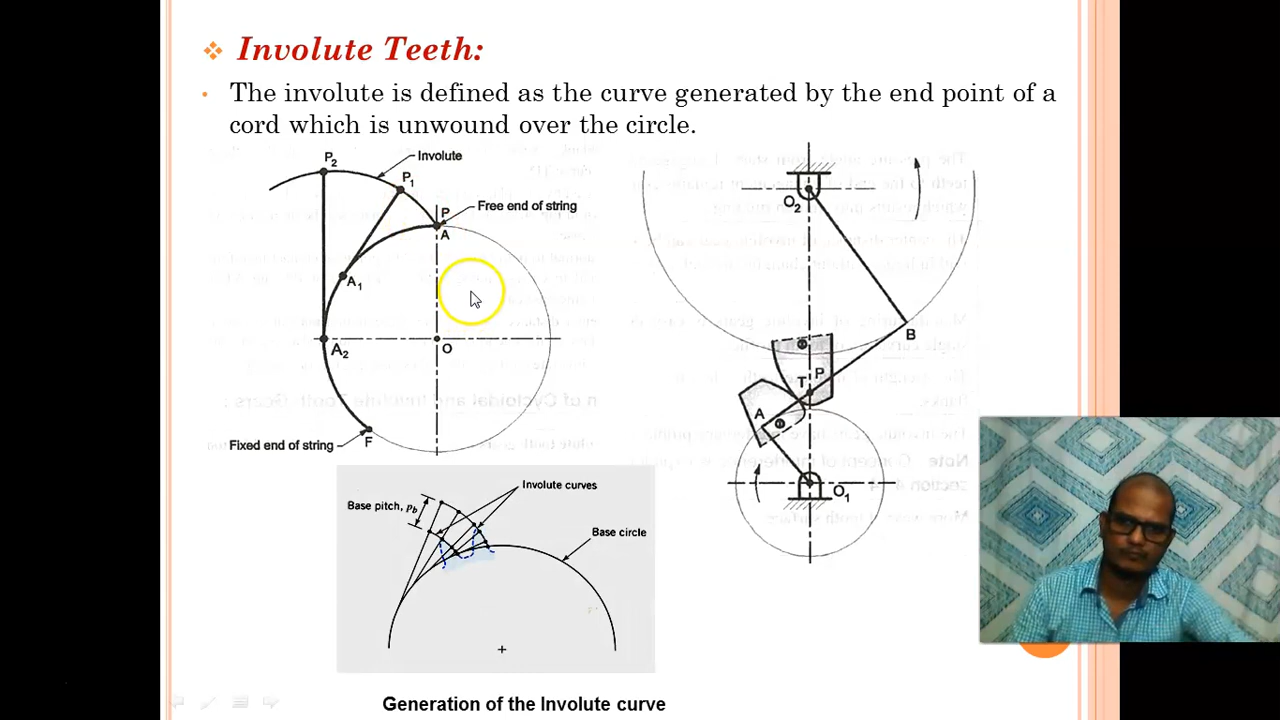 Involute Teeth:
The involute is defined as the curve generated by the end point of a
cord which is unwound over the circle.
P2
Involute
P1
P
Free end of string
A
A1
A2
O
Fixed end of string
F
O2
B
Φ
T
P
A
Φ
O1
Base pitch, pb
Involute curves
Base circle
Generation of the Involute curve